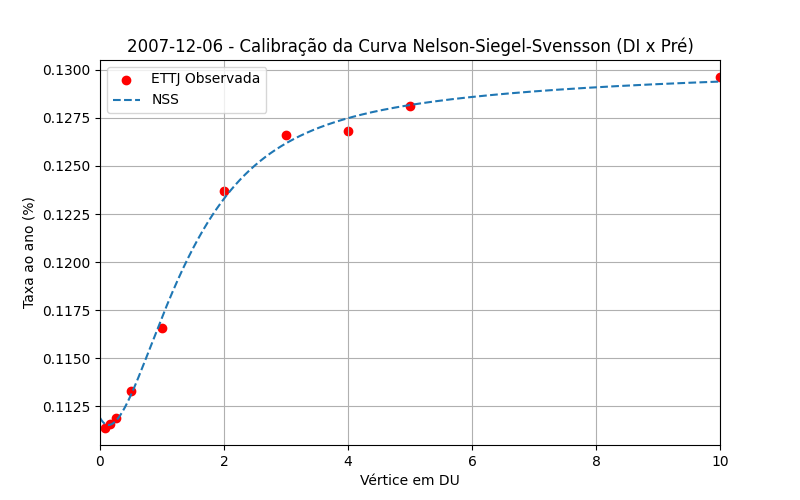 2007-12-06 - Calibração da Curva Nelson-Siegel-Svensson (DI x Pré)
ETTJ Observada
NSS
Taxa ao ano (%)
0.1300
0.1275
0.1250
0.1225
0.1200
0.1175
0.1150
0.1125
0 2 4 6 8 10
Vértice em DU